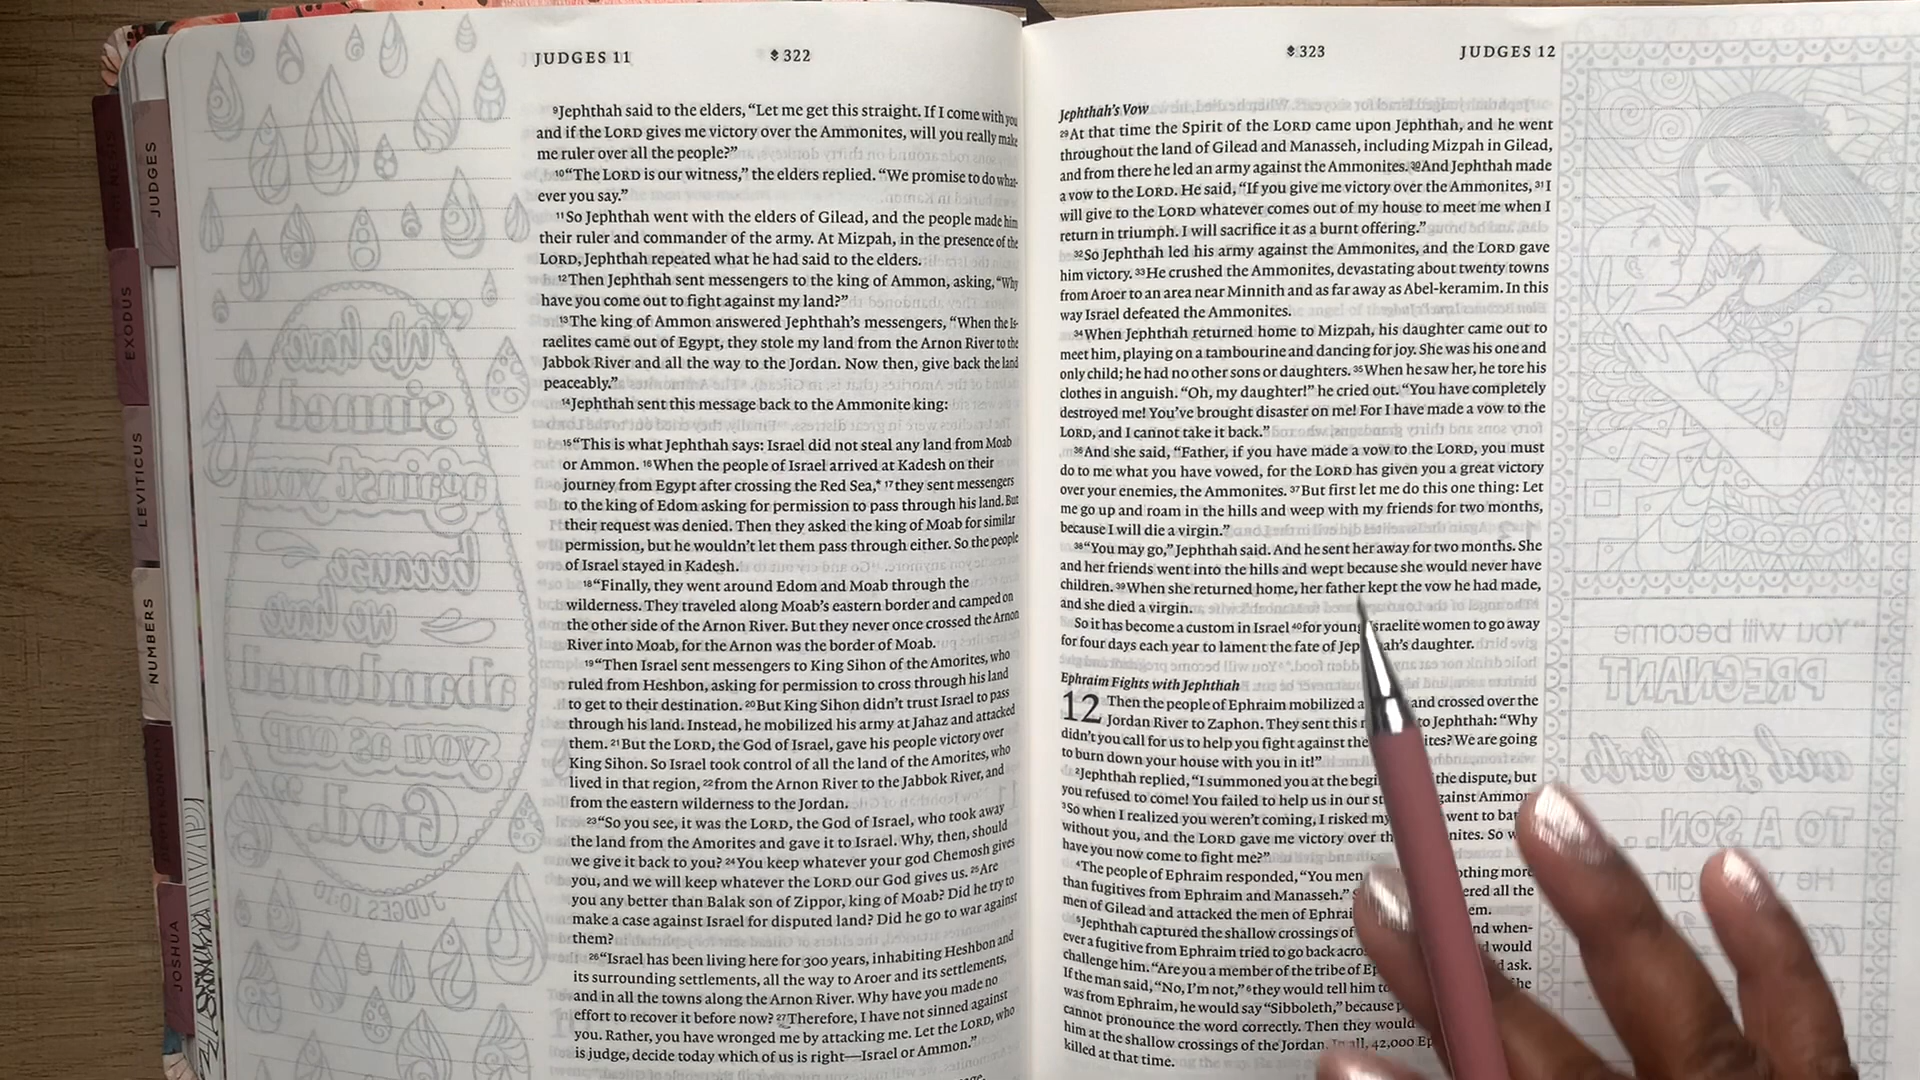 JUDGES 11
322
⁹Jephthah said to the elders, “Let me get this straight. If I come with you
and if the LORD gives me victory over the Ammonites, will you really make
me ruler over all the people?”
¹⁰“The LORD is our witness,” the elders replied. “We promise to do what-
ever you say.”
¹¹So Jephthah went with the elders of Gilead, and the people made him
their ruler and commander of the army. At Mizpah, in the presence of the
LORD, Jephthah repeated what he had said to the elders.
¹²Then Jephthah sent messengers to the king of Ammon, asking, “Why
have you come out to fight against my land?”
¹³The king of Ammon answered Jephthah’s messengers, “When the Is-
raelites came out of Egypt, they stole my land from the Arnon River to the
Jabbok River and all the way to the Jordan. Now then, give back the land
peaceably.”
¹⁴Jephthah sent this message back to the Ammonite king:
¹⁵“This is what Jephthah says: Israel did not steal any land from Moab
or Ammon. ¹⁶When the people of Israel arrived at Kadesh on their
journey from Egypt after crossing the Red Sea,* ¹⁷they sent messengers
to the king of Edom asking for permission to pass through his land. But
their request was denied. Then they asked the king of Moab for similar
permission, but he wouldn’t let them pass through either. So the people
of Israel stayed in Kadesh.
¹⁸“Finally, they went around Edom and Moab through the
wilderness. They traveled along Moab’s eastern border and camped on
the other side of the Arnon River. But they never once crossed the Arnon
River into Moab, for the Arnon was the border of Moab.
¹⁹“Then Israel sent messengers to King Sihon of the Amorites, who
ruled from Heshbon, asking for permission to cross through his land
to get to their destination. ²⁰But King Sihon didn’t trust Israel to pass
through his land. Instead, he mobilized his army at Jahaz and attacked
them. ²¹But the LORD, the God of Israel, gave his people victory over
King Sihon. So Israel took control of all the land of the Amorites, who
lived in that region, ²²from the Arnon River to the Jabbok River, and
from the eastern wilderness to the Jordan.
²³“So you see, it was the LORD, the God of Israel, who took away
the land from the Amorites and gave it to Israel. Why, then, should
we give it back to you? ²⁴You keep whatever your god Chemosh gives
you, and we will keep whatever the LORD our God gives us. ²⁵Are
you any better than Balak son of Zippor, king of Moab? Did he try to
make a case against Israel for disputed land? Did he go to war against
them?
²⁶“Israel has been living here for 300 years, inhabiting Heshbon and
its surrounding settlements, all the way to Aroer and its settlements,
and in all the towns along the Arnon River. Why have you made no
effort to recover it before now? ²⁷Therefore, I have not sinned against
you. Rather, you have wronged me by attacking me. Let the LORD, who
is judge, decide today which of us is right—Israel or Ammon.”
323
JUDGES 12
Jephthah’s Vow
²⁹At that time the Spirit of the LORD came upon Jephthah, and he went
throughout the land of Gilead and Manasseh, including Mizpah in Gilead,
and from there he led an army against the Ammonites. ³⁰And Jephthah made
a vow to the LORD. He said, “If you give me victory over the Ammonites, ³¹I
will give to the LORD whatever comes out of my house to meet me when I
return in triumph. I will sacrifice it as a burnt offering.”
³²So Jephthah led his army against the Ammonites, and the LORD gave
him victory. ³³He crushed the Ammonites, devastating about twenty towns
from Aroer to an area near Minnith and as far away as Abel-keramim. In this
way Israel defeated the Ammonites.
³⁴When Jephthah returned home to Mizpah, his daughter came out to
meet him, playing on a tambourine and dancing for joy. She was his one and
only child; he had no other sons or daughters. ³⁵When he saw her, he tore his
clothes in anguish. “Oh, my daughter!” he cried out. “You have completely
destroyed me! You’ve brought disaster on me! For I have made a vow to the
LORD, and I cannot take it back.”
³⁶And she said, “Father, if you have made a vow to the LORD, you must
do to me what you have vowed, for the LORD has given you a great victory
over your enemies, the Ammonites. ³⁷But first let me do this one thing: Let
me go up and roam in the hills and weep with my friends for two months,
because I will die a virgin.”
³⁸“You may go,” Jephthah said. And he sent her away for two months. She
and her friends went into the hills and wept because she would never have
children. ³⁹When she returned home, her father kept the vow he had made,
and she died a virgin.
So it has become a custom in Israel ⁴⁰for young Israelite women to go away
for four days each year to lament the fate of Jephthah’s daughter.
Ephraim Fights with Jephthah
12 Then the people of Ephraim mobilized a and crossed over the
Jordan River to Zaphon. They sent this to Jephthah: “Why
didn’t you call for us to help you fight against the ites? We are going
to burn down your house with you in it!”
²Jephthah replied, “I summoned you at the the dispute, but
you refused to come! You failed to help us in our against Ammon.
³So when I realized you weren’t coming, I risked my went to
without you, and the LORD gave me victory over the nites. So
have you now come to fight me?”
⁴The people of Ephraim responded, “You othing more
than fugitives from Ephraim and Manasseh.” ered all the
men of Gilead and attacked the men of Ephraim em.
⁵Jephthah captured the shallow crossings of nd when-
ever a fugitive from Ephraim tried to go back would
challenge him. “Are you a member of the tribe of ask.
If the man said, “No, I’m not,” ⁶they would tell him to
was from Ephraim, he would say “Sibboleth,” because
cannot pronounce the word correctly. Then they would
him at the shallow crossings of the Jordan. In all, 42,000
killed at that time.
JUDGES
GENESIS
EXODUS
LEVITICUS
NUMBERS
DEUTERONOMY
JOSHUA
“We have
sinned
against you
because
we have
abandoned
you as our
God.”
JUDGES 10:10
“You will become
PREGNANT
and give birth
TO A SON...